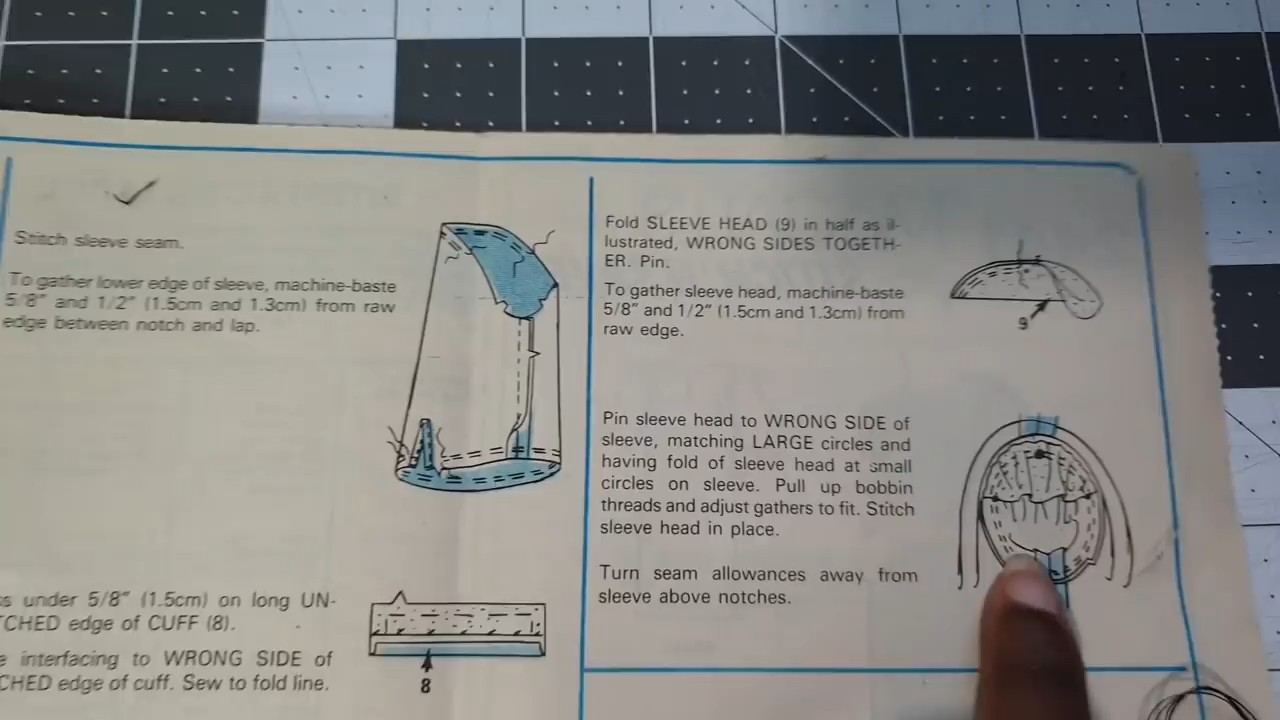 Stitch sleeve seam.
To gather lower edge of sleeve, machine-baste
5/8" and 1/2" (1.5cm and 1.3cm) from raw
edge between notch and lap.
under 5/8" (1.5cm) on long UN-
TCHED edge of CUFF (8).
interfacing to WRONG SIDE of
CHED edge of cuff. Sew to fold line.
8
Fold SLEEVE HEAD (9) in half as il-
lustrated, WRONG SIDES TOGETH-
ER. Pin.
To gather sleeve head, machine-baste
5/8" and 1/2" (1.5cm and 1.3cm) from
raw edge.
9
Pin sleeve head to WRONG SIDE of
sleeve, matching LARGE circles and
having fold of sleeve head at small
circles on sleeve. Pull up bobbin
threads and adjust gathers to fit. Stitch
sleeve head in place.
Turn seam allowances away from
sleeve above notches.